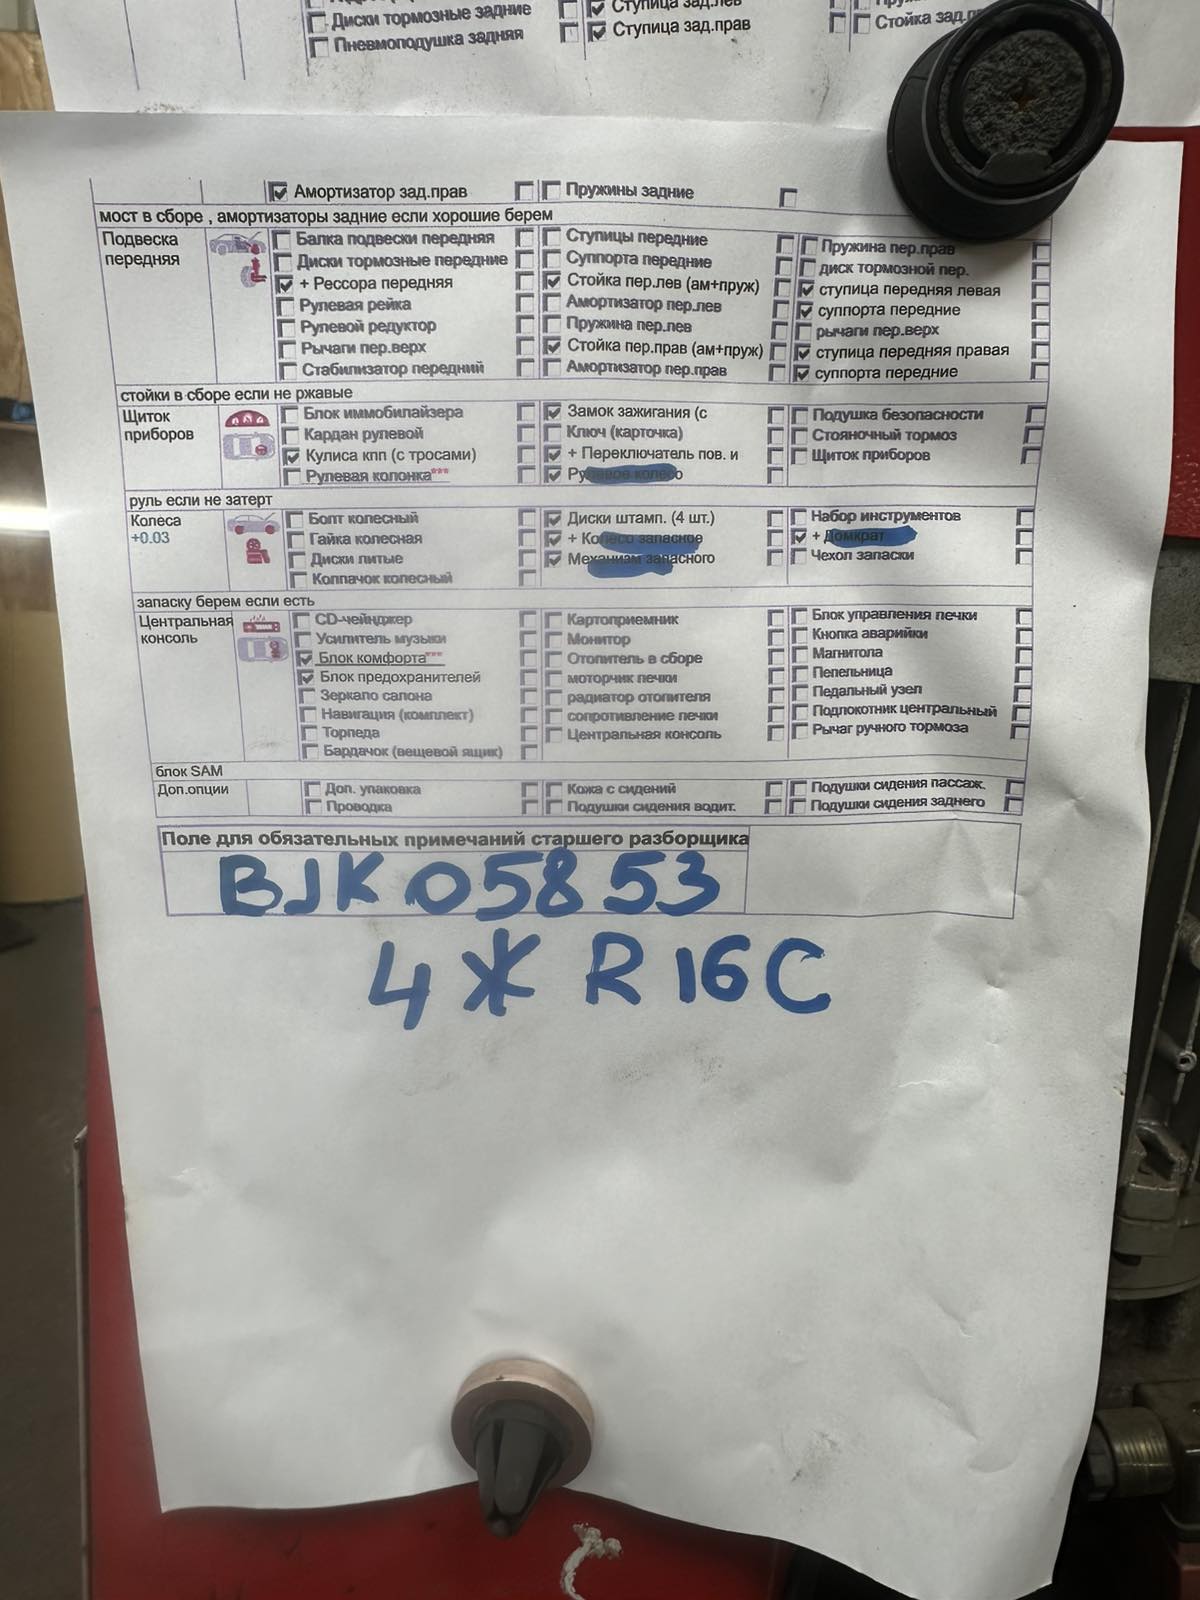 Диски тормозные задние Ступица зад.лев
Пневмоподушка задняя Ступица зад.прав Стойка зад.
Амортизатор зад.прав Пружины задние
мост в сборе , амортизаторы задние если хорошие берем
Подвеска передняя
Балка подвески передняя Ступицы передние Пружина пер.прав
Диски тормозные передние Суппорта передние диск тормозной пер.
+ Рессора передняя Стойка пер.лев (ам+пруж) ступица передняя левая
Рулевая рейка Амортизатор пер.лев суппорта передние
Рулевой редуктор Пружина пер.лев рычаги пер.верх
Рычаги пер.верх Стойка пер.прав (ам+пруж) ступица передняя правая
Стабилизатор передний Амортизатор пер.прав суппорта передние
стойки в сборе если не ржавые
Щиток приборов
Блок иммобилайзера Замок зажигания (с Подушка безопасности
Кардан рулевой Ключ (карточка) Стояночный тормоз
Кулиса кпп (с тросами) + Переключатель пов. и Щиток приборов
Рулевая колонка*** Рулевое колесо
руль если не затерт
Колеса +0.03
Болт колесный Диски штамп. (4 шт.) Набор инструментов
Гайка колесная + Колесо запасное + Домкрат
Диски литые Механизм запасного Чехол запаски
Колпачок колесный
запаску берем если есть
Центральная консоль
CD-чейнджер Картоприемник Блок управления печки
Усилитель музыки Монитор Кнопка аварийки
Блок комфорта*** Отопитель в сборе Магнитола
Блок предохранителей моторчик печки Пепельница
Зеркало салона радиатор отопителя Педальный узел
Навигация (комплект) сопротивление печки Подлокотник центральный
Торпеда Центральная консоль Рычаг ручного тормоза
Бардачок (вещевой ящик)
блок SAM
Доп.опции Доп. упаковка Кожа с сидений Подушки сидения пассаж.
Проводка Подушки сидения водит. Подушки сидения заднего
Поле для обязательных примечаний старшего разборщика
BJK05853
4 Ж R16C